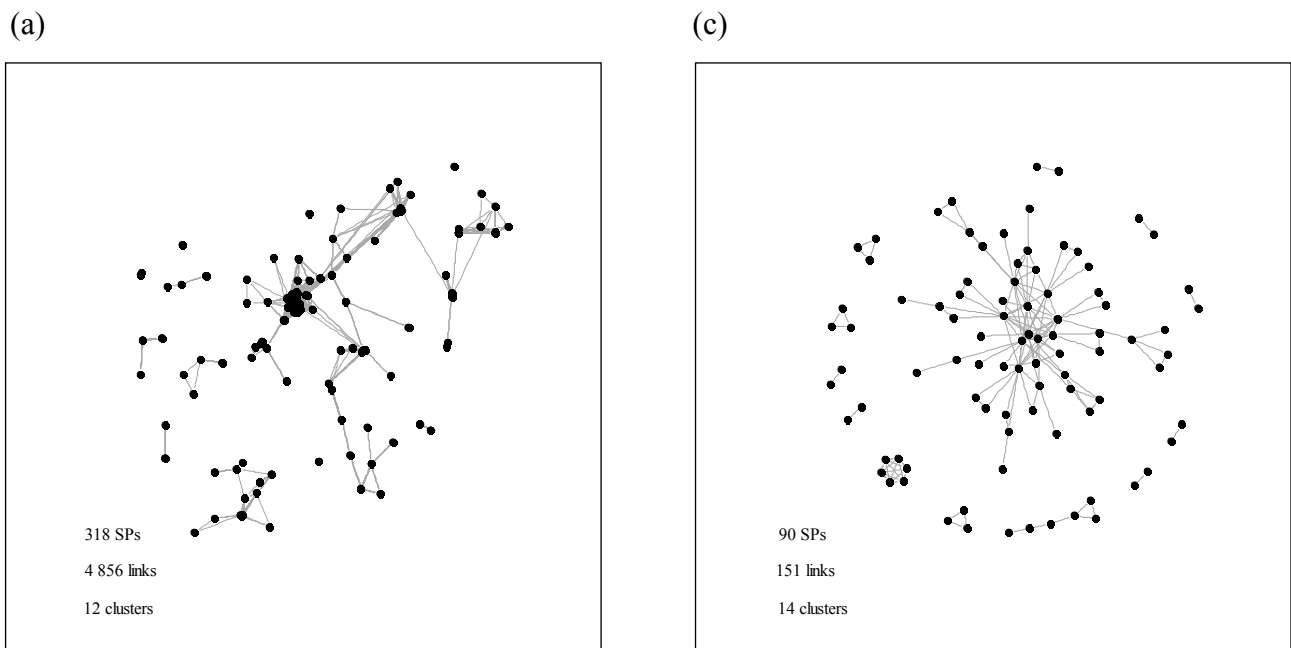 (a)
318 SPs
4 856 links
12 clusters
(c)
90 SPs
151 links
14 clusters